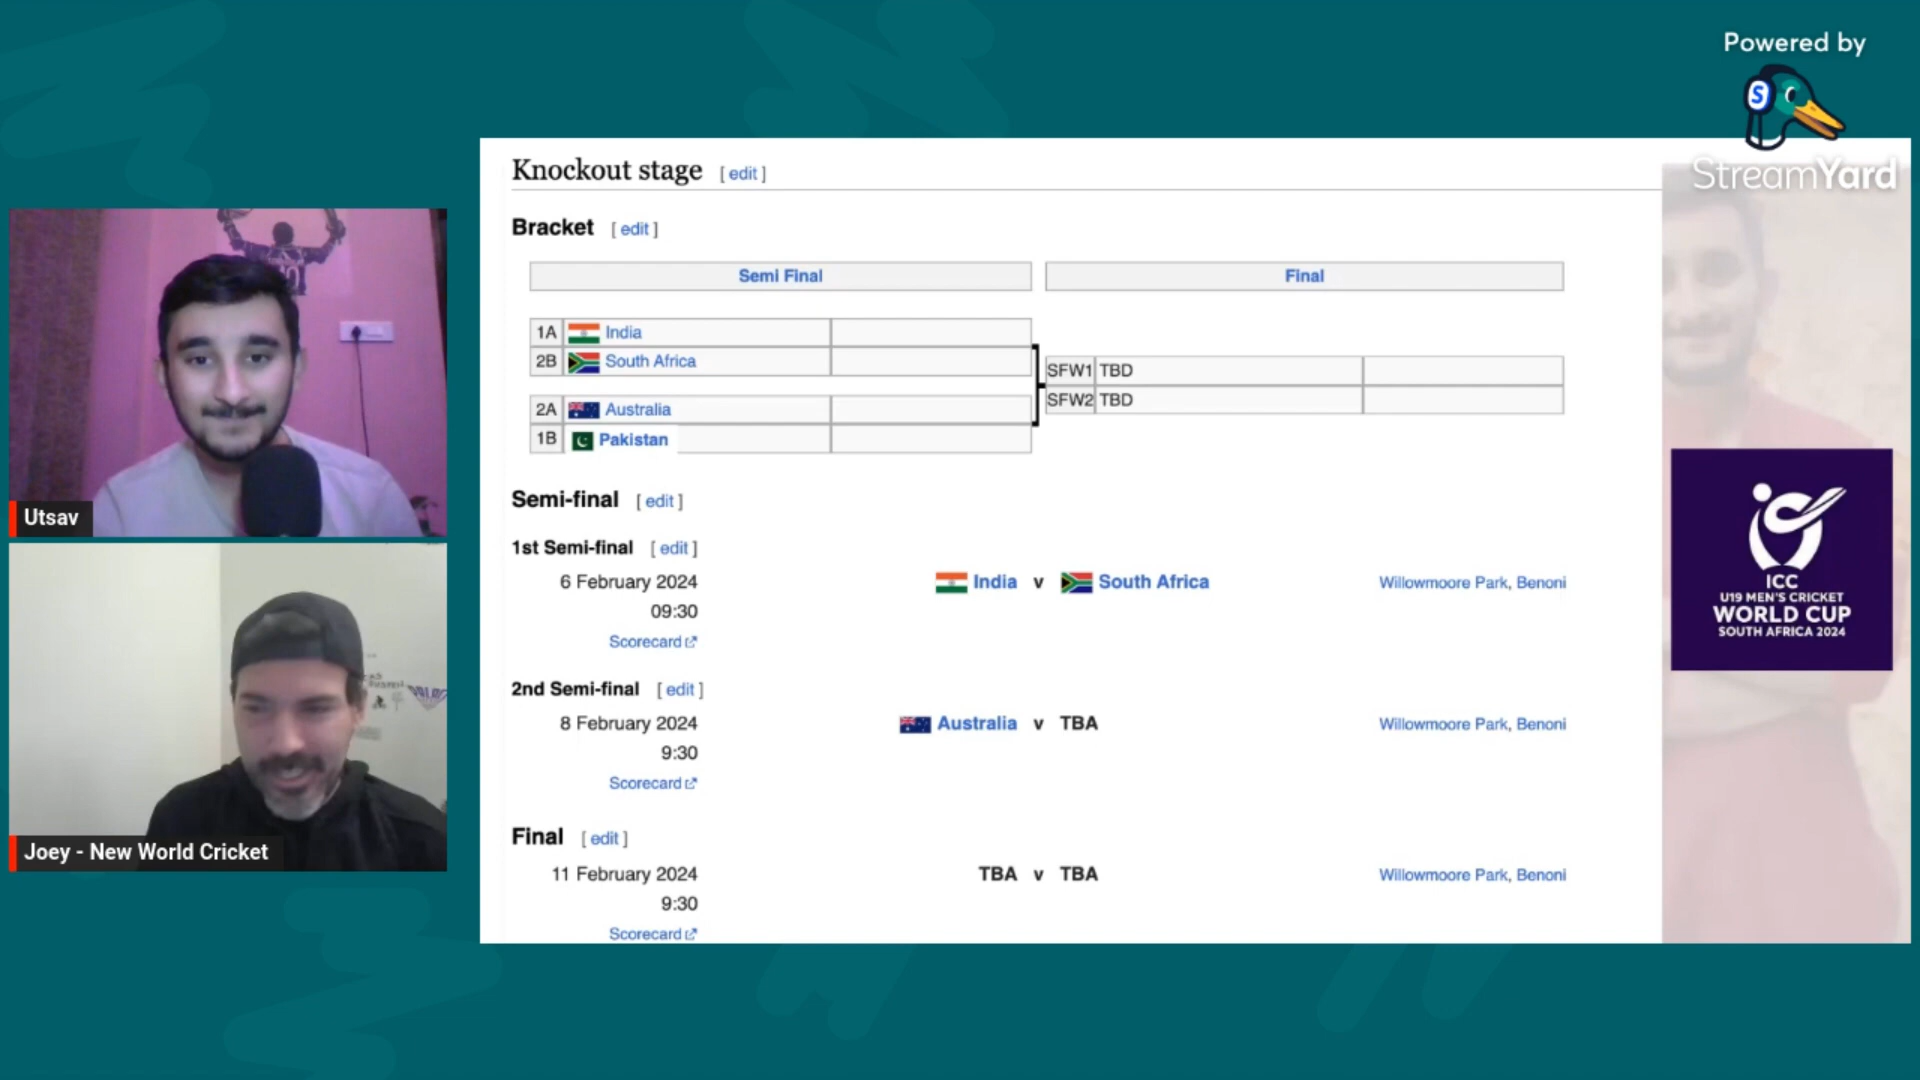 Powered by
StreamYard
Knockout stage [ edit ]
Bracket [ edit ]
Semi Final Final
1A India
2B South Africa
SFW1 TBD
SFW2 TBD
2A Australia
1B Pakistan
Semi-final [ edit ]
1st Semi-final [ edit ]
6 February 2024 India v South Africa Willowmoore Park, Benoni
09:30
Scorecard
2nd Semi-final [ edit ]
8 February 2024 Australia v TBA Willowmoore Park, Benoni
9:30
Scorecard
Final [ edit ]
11 February 2024 TBA v TBA Willowmoore Park, Benoni
9:30
Scorecard
ICC
U19 MEN'S CRICKET
WORLD CUP
SOUTH AFRICA 2024
Utsav
Joey - New World Cricket